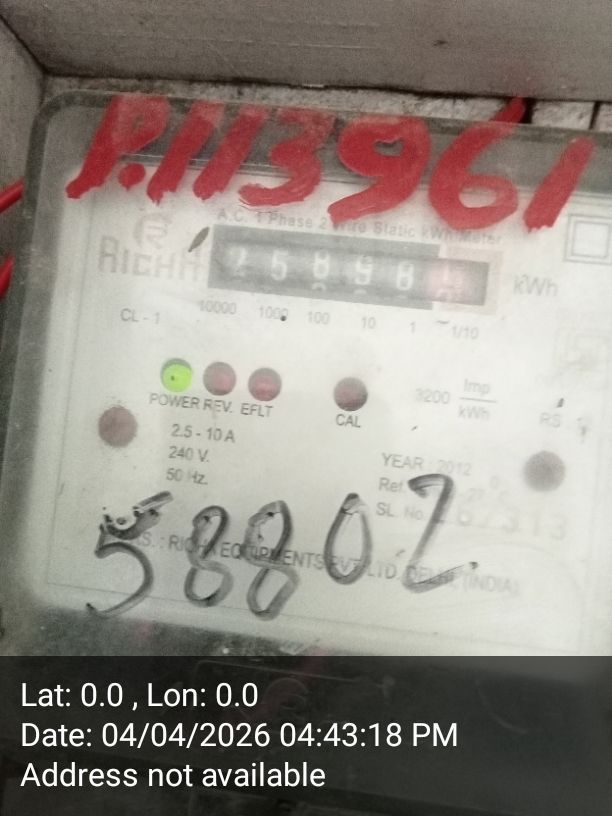 P.113961
A.C. 1 Phase 2 Wire Static kWh Meter
RICHA
kWh
CL - 1
10000 1000 100 10 1 1/10
POWER REV. EFLT
CAL
3200 Imp
kWh
2.5 - 10 A
240 V.
50 Hz.
YEAR 2012
Ref.
SL. No.
58802
RICHA EQUIPMENTS PVT. LTD. DELHI, (INDIA)
Lat: 0.0 , Lon: 0.0
Date: 04/04/2026 04:43:18 PM
Address not available